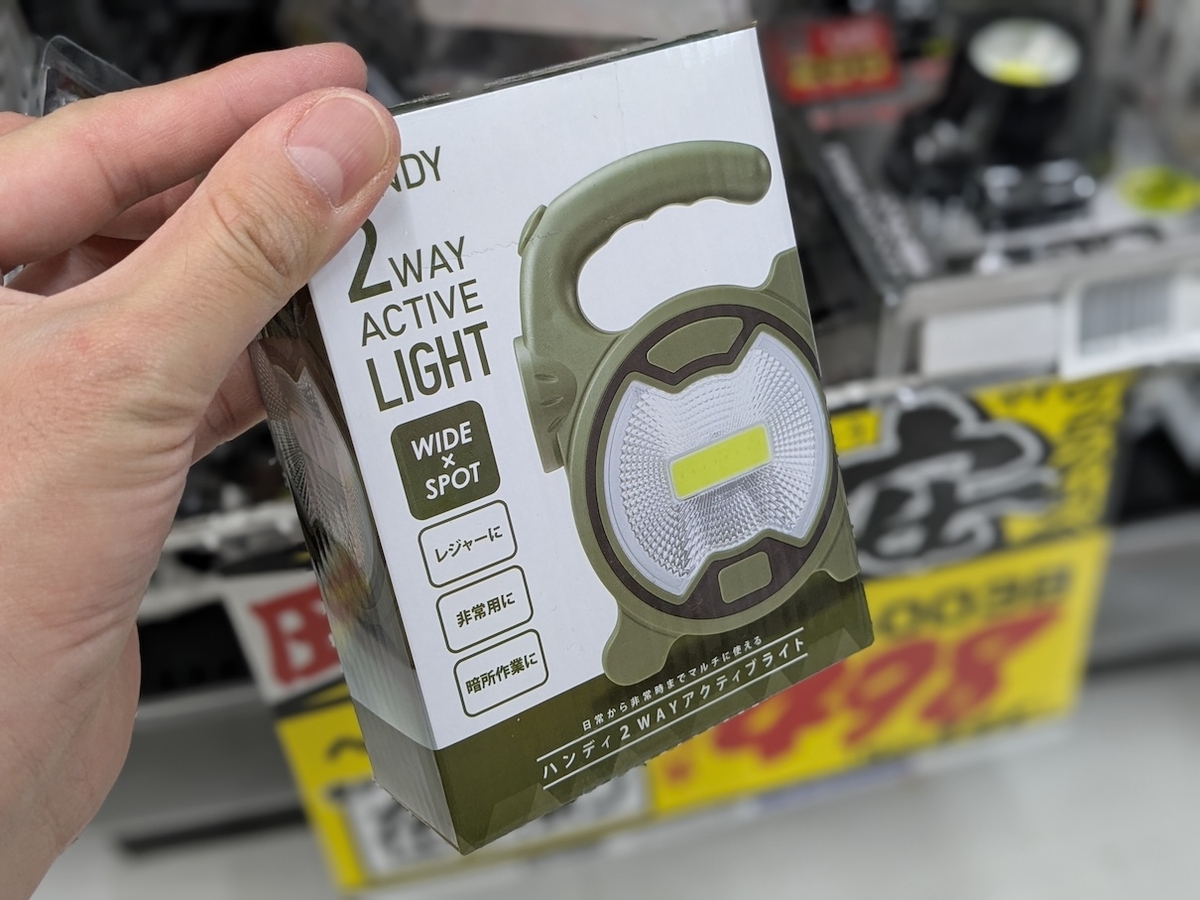 NDY
2WAY
ACTIVE
LIGHT
WIDE
×
SPOT
レジャーに
非常用に
暗所作業に
日常から非常時までマルチに使える
ハンディ2WAYアクティブライト
498